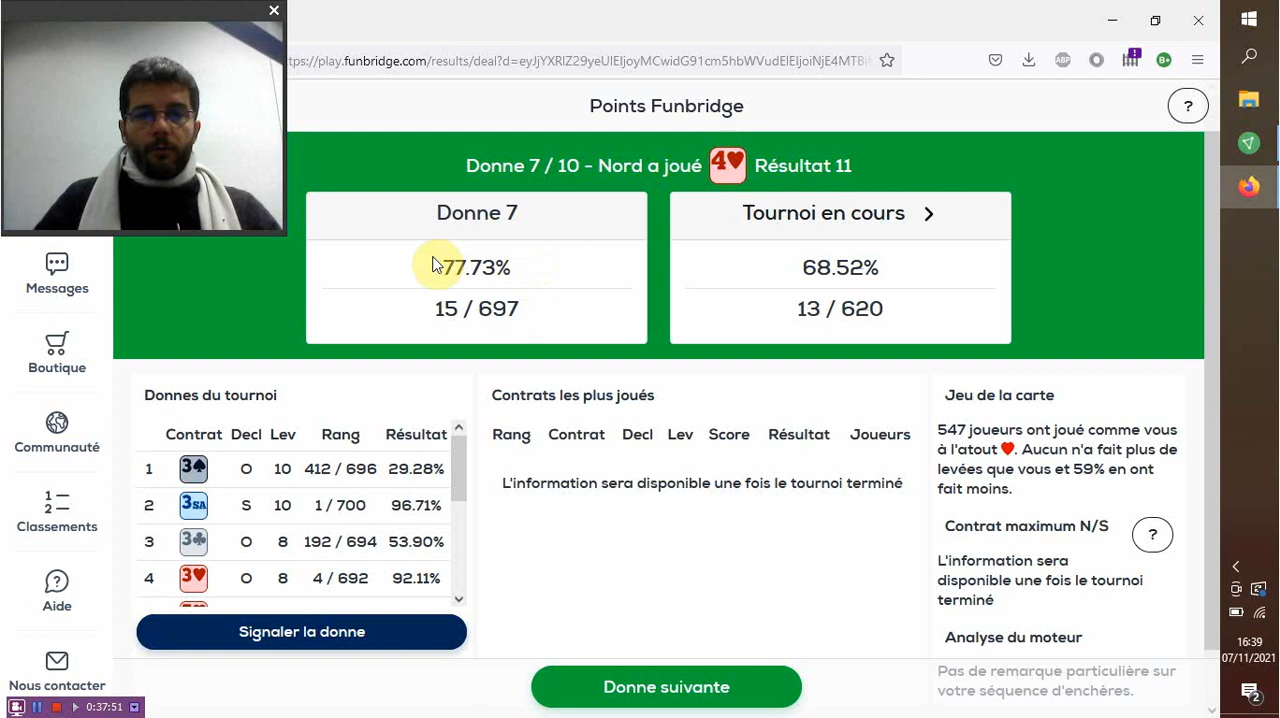 ttps://play.funbridge.com/results/deal?d=
Points Funbridge
?
Donne 7 / 10 - Nord a joué 4♥ Résultat 11
Donne 7
77.73%
15 / 697
Tournoi en cours
68.52%
13 / 620
Messages
Boutique
Communauté
Classements
Aide
Nous contacter
Donnes du tournoi
Contrat Decl Lev Rang Résultat
1 3♠ O 10 412 / 696 29.28%
2 3SA S 10 1 / 700 96.71%
3 3♣ O 8 192 / 694 53.90%
4 3♥ O 8 4 / 692 92.11%
Signaler la donne
Contrats les plus joués
Rang Contrat Decl Lev Score Résultat Joueurs
L'information sera disponible une fois le tournoi terminé
Donne suivante
Jeu de la carte
547 joueurs ont joué comme vous
à l'atout ♥. Aucun n'a fait plus de
levées que vous et 59% en ont
fait moins.
Contrat maximum N/S
?
L'information sera
disponible une fois le tournoi
terminé
Analyse du moteur
Pas de remarque particulière sur
votre séquence d'enchères.
ABP
B+
16:39
07/11/2021
2
0:37:51